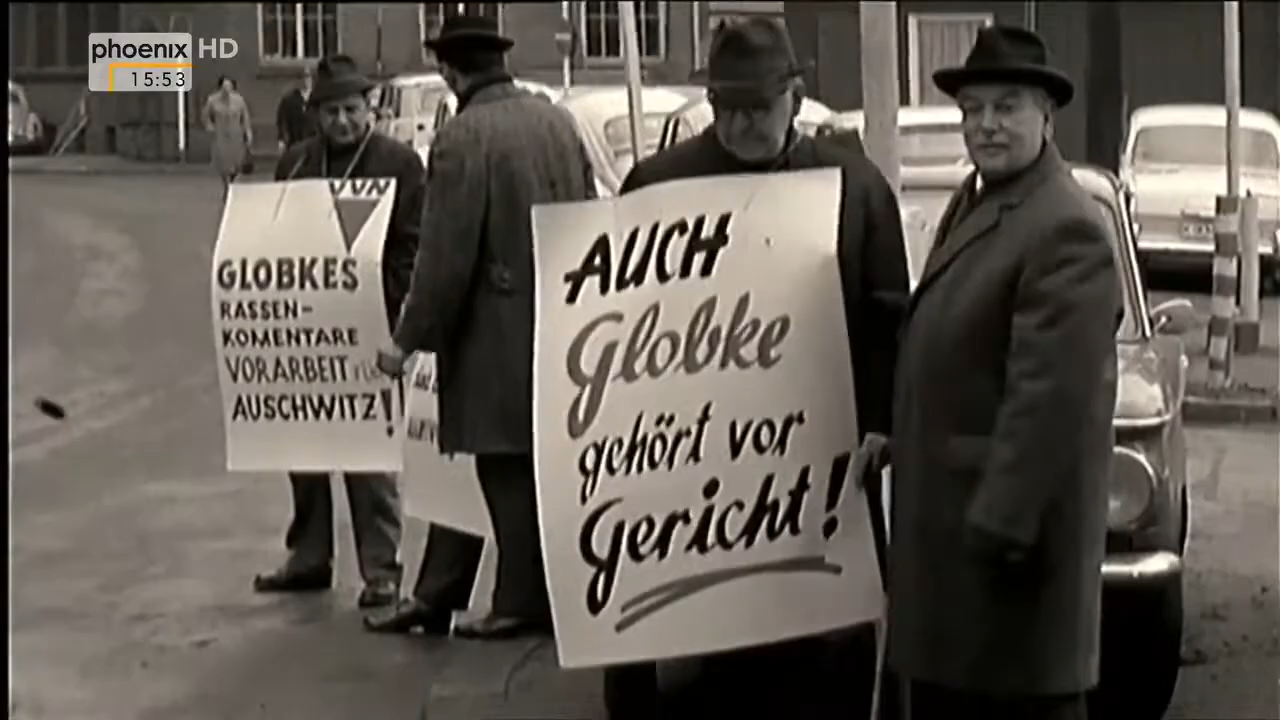 phoenix HD
15:53
VVN
GLOBKES
RASSEN-
KOMENTARE
VORARBEIT
AUSCHWITZ!
AUCH
Globke
gehört vor
Gericht!